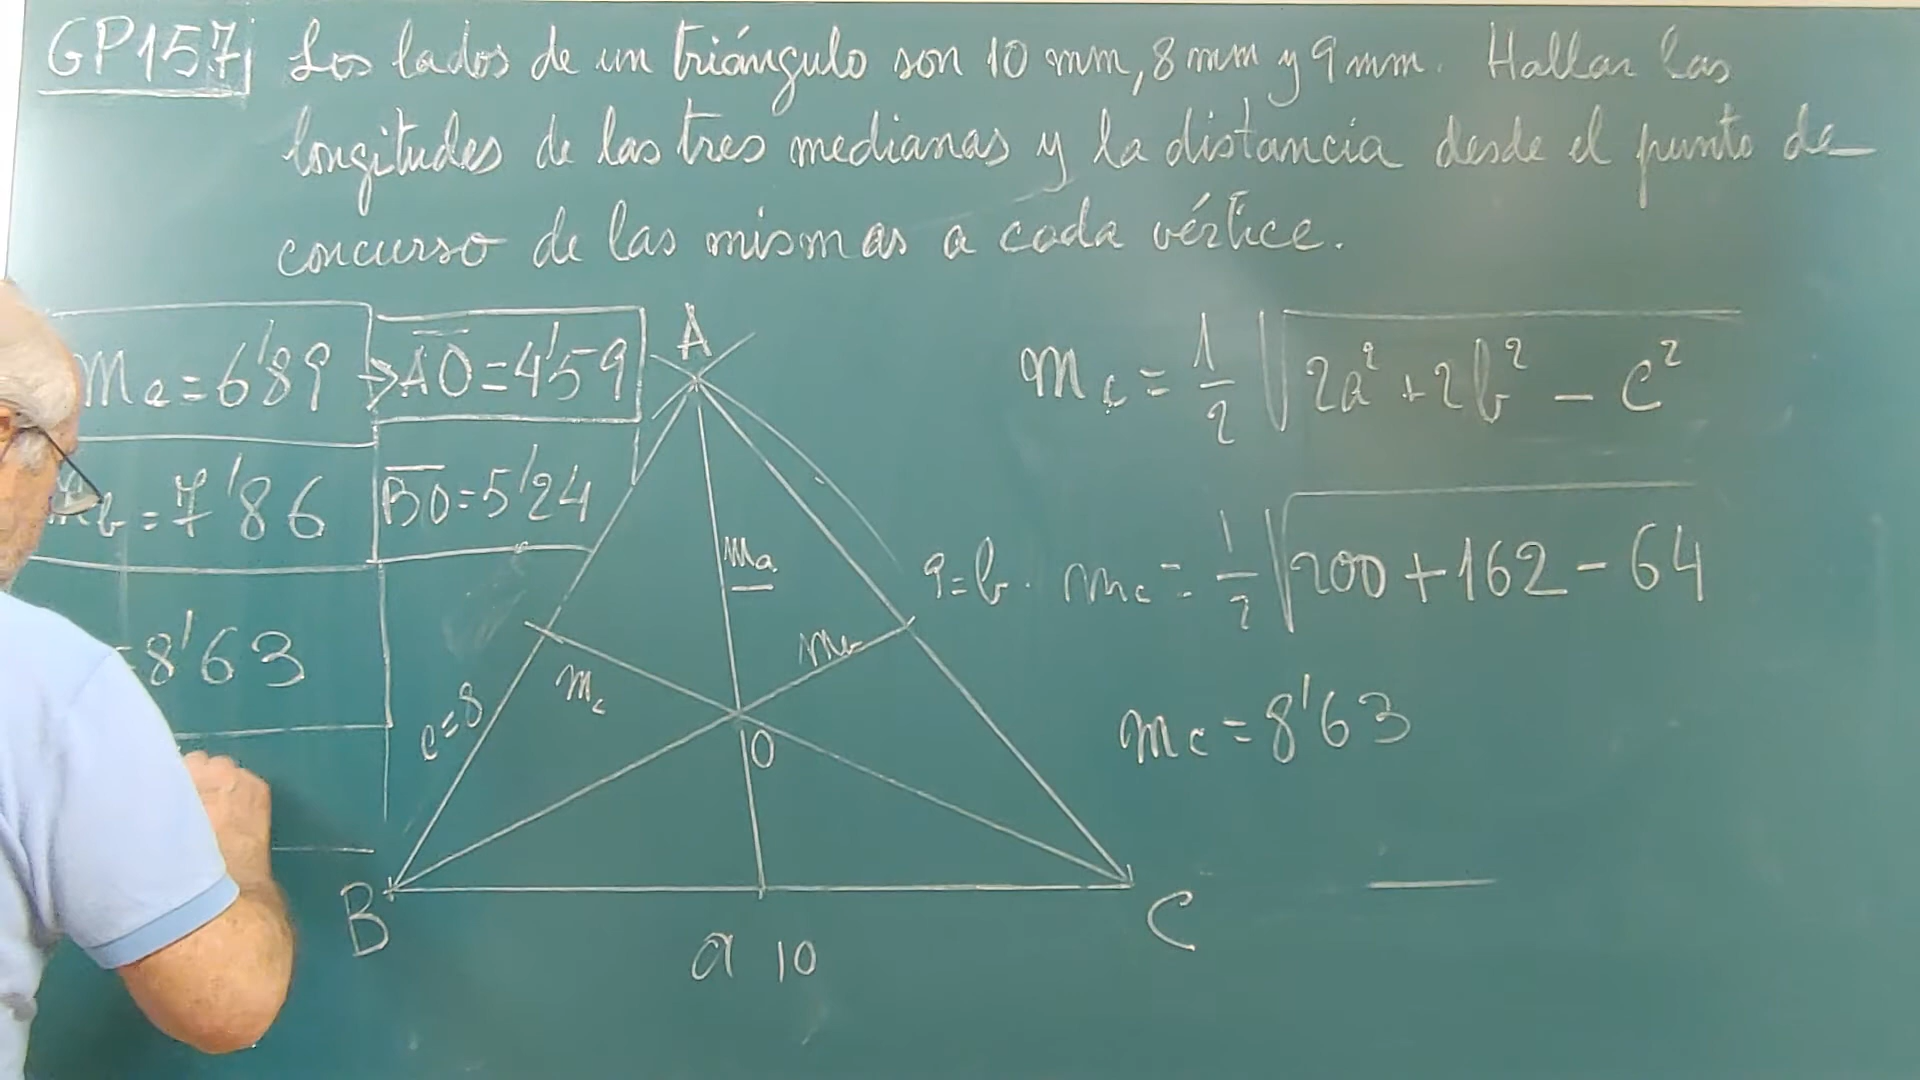 GP157 Los lados de un triángulo son 10 mm, 8 mm y 9 mm. Hallar las
longitudes de las tres medianas y la distancia desde el punto de
concurso de las mismas a cada vértice.
ma = 6'89 → AO = 4'59
mb = 7'86 BO = 5'24
= 8'63
A
ma
mb
mc
c = 8
9 = b
O
B
C
a 10
mc = 1/2 √2a² + 2b² - c²
mc = 1/2 √200 + 162 - 64
mc = 8'63